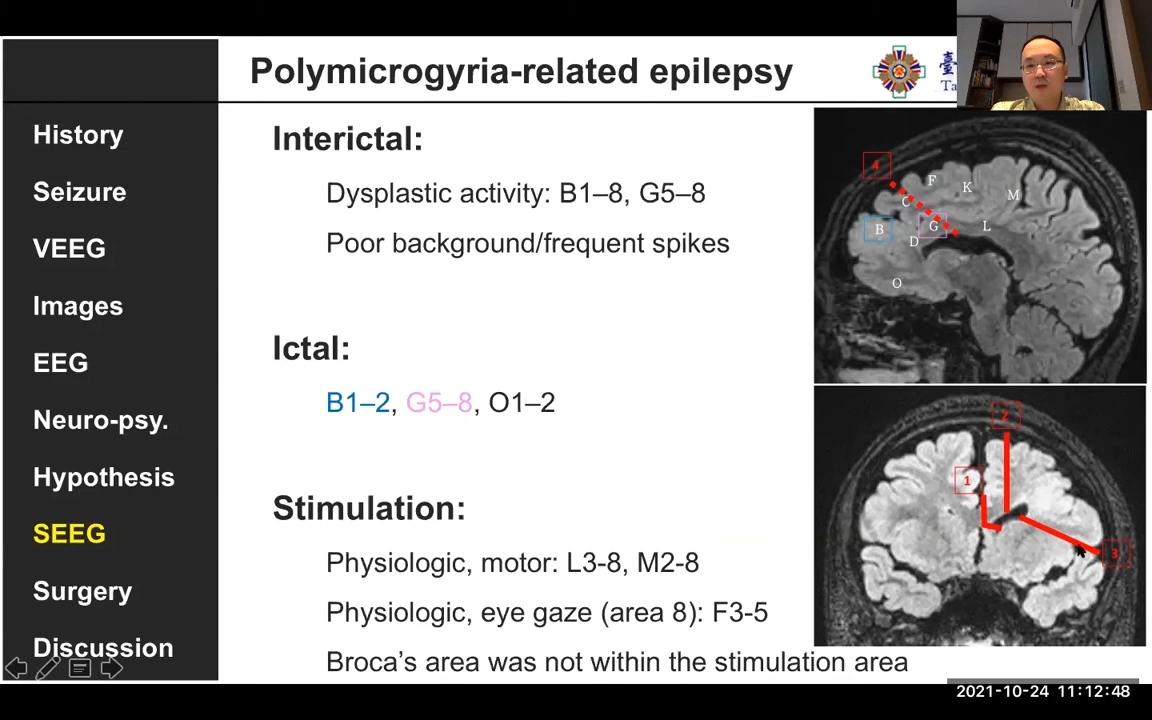 Polymicrogyria-related epilepsy
臺
Ta
History
Seizure
VEEG
Images
EEG
Neuro-psy.
Hypothesis
SEEG
Surgery
Discussion
Interictal:
Dysplastic activity: B1–8, G5–8
Poor background/frequent spikes
Ictal:
B1–2, G5–8, O1–2
Stimulation:
Physiologic, motor: L3-8, M2-8
Physiologic, eye gaze (area 8): F3-5
Broca’s area was not within the stimulation area
4
F
K
M
C
B
G
L
D
O
2
1
3
2021-10-24 11:12:48